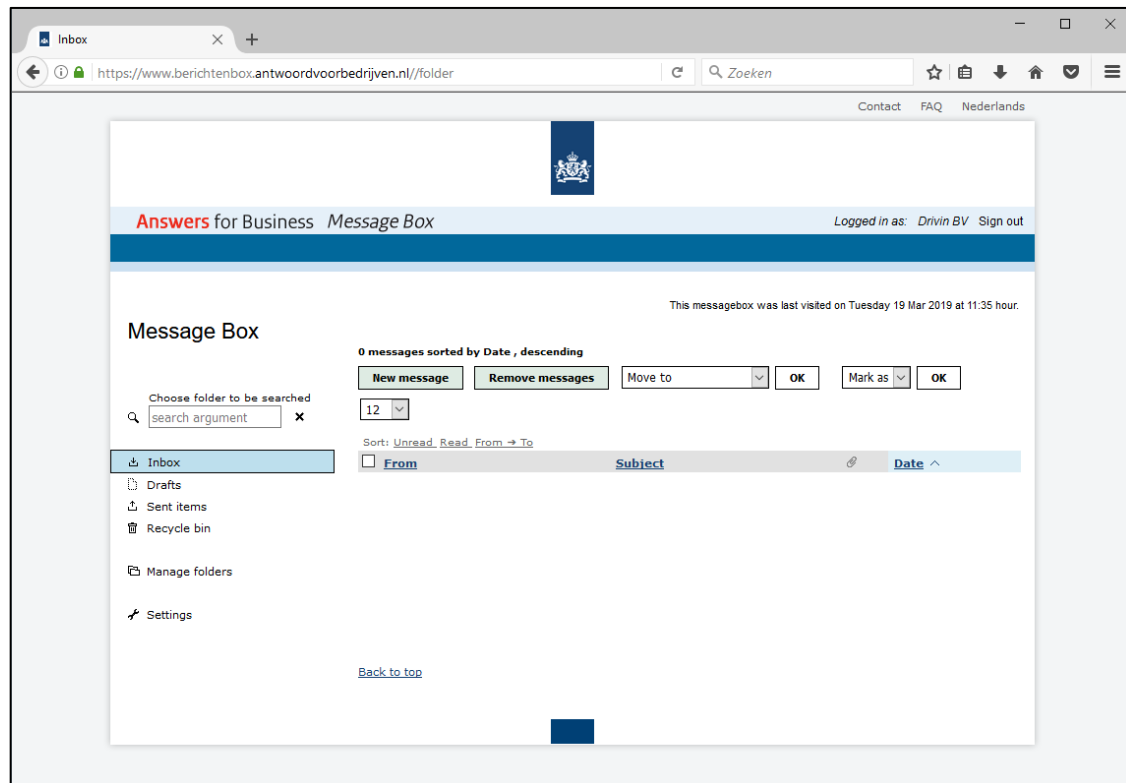 Inbox
https://www.berichtenbox.antwoordvoorbedrijven.nl//folder
Zoeken
Contact FAQ Nederlands
Answers for Business Message Box
Logged in as: Drivin BV Sign out
This messagebox was last visited on Tuesday 19 Mar 2019 at 11:35 hour.
Message Box
0 messages sorted by Date , descending
New message Remove messages Move to OK Mark as OK
Choose folder to be searched
search argument
12
Sort: Unread Read From → To
From Subject Date
Inbox
Drafts
Sent items
Recycle bin
Manage folders
Settings
Back to top